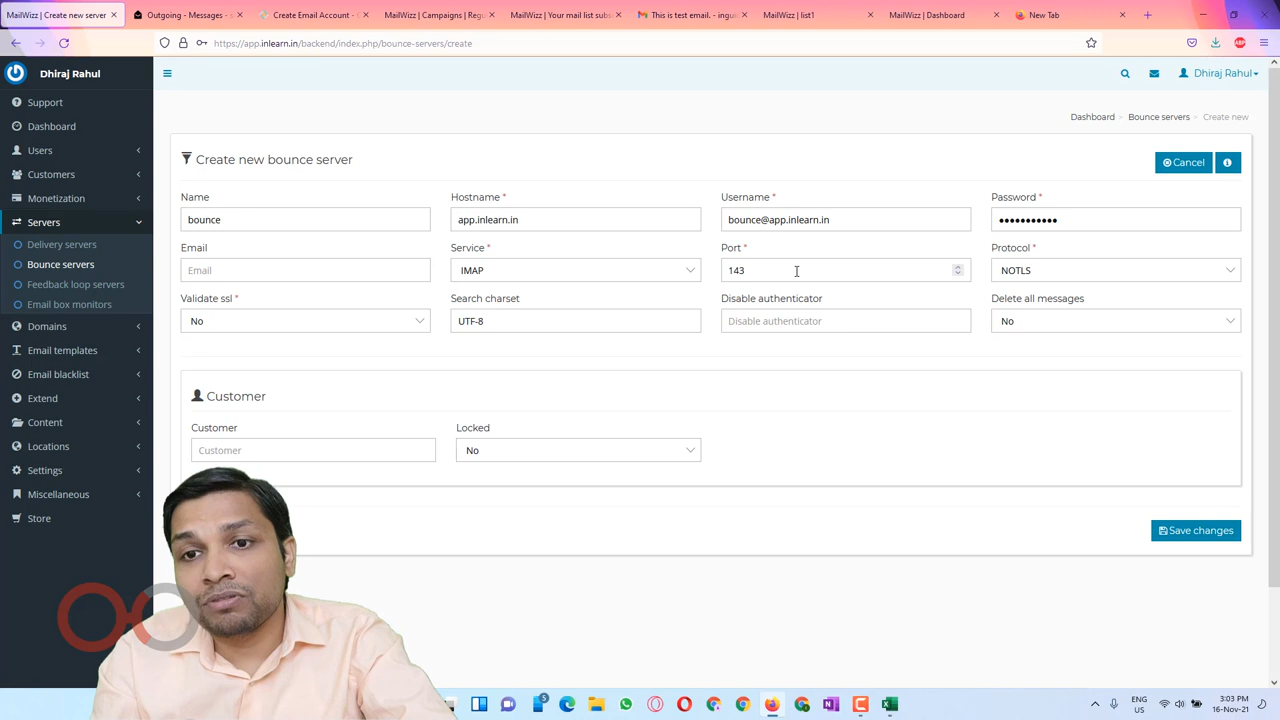 MailWizz | Create new server
Outgoing - Messages - v
Create Email Account - C
MailWizz | Campaigns | Rep
MailWizz | Your mail list subs
This is test email. - inguic
MailWizz | list!
MailWizz | Dashboard
New Tab
https://app.inlearn.in/backend/index.php/bounce-servers/create
Dhiraj Rahul
Dhiraj Rahul
Support
Dashboard
Users
Customers
Monetization
Servers
Delivery servers
Bounce servers
Feedback loop servers
Email box monitors
Domains
Email templates
Email blacklist
Extend
Content
Locations
Settings
Miscellaneous
Store
Dashboard Bounce servers Create new
Create new bounce server
Cancel
Name Hostname * Username * Password *
bounce app.inlearn.in bounce@app.inlearn.in •••••••••••
Email Service * Port * Protocol *
Email IMAP 143 NOTLS
Validate ssl * Search charset Disable authenticator Delete all messages
No UTF-8 Disable authenticator No
Customer
Customer Locked
Customer No
Save changes
ENG
US
3:03 PM
16-Nov-21